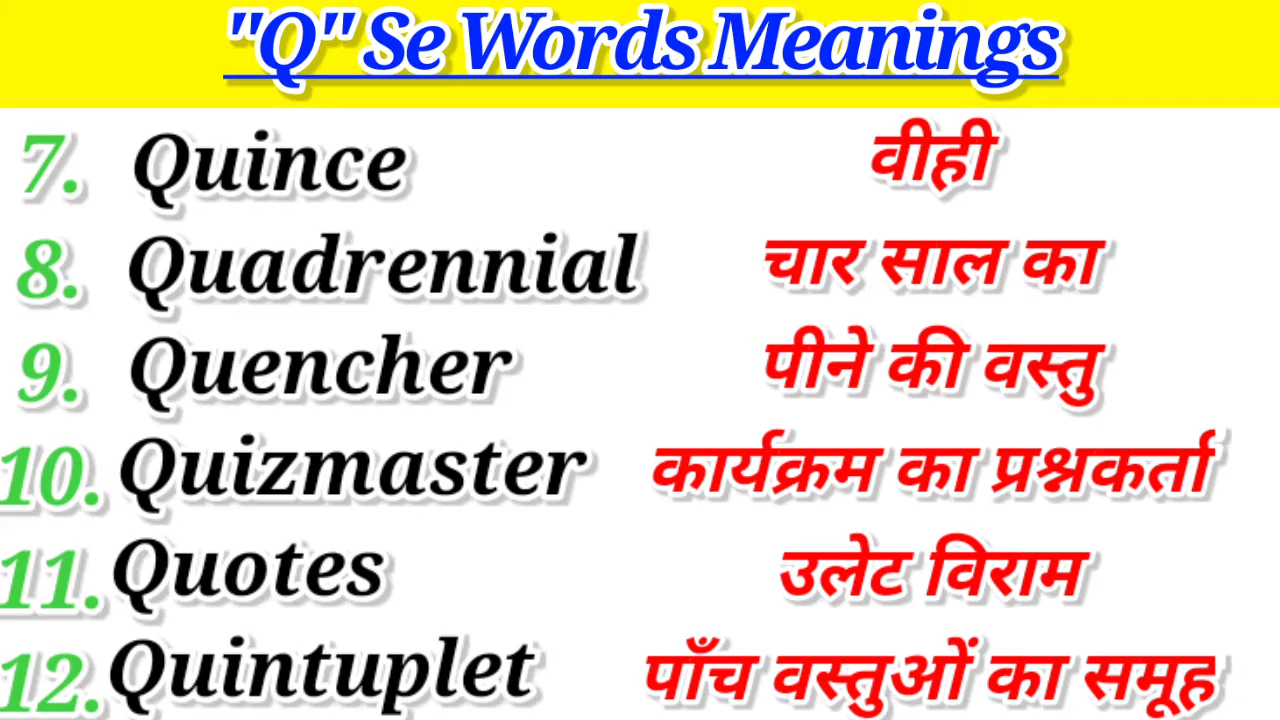 "Q" Se Words Meanings
7. Quince वीही
8. Quadrennial चार साल का
9. Quencher पीने की वस्तु
10. Quizmaster कार्यक्रम का प्रश्नकर्ता
11. Quotes उलेट विराम
12. Quintuplet पाँच वस्तुओं का समूह